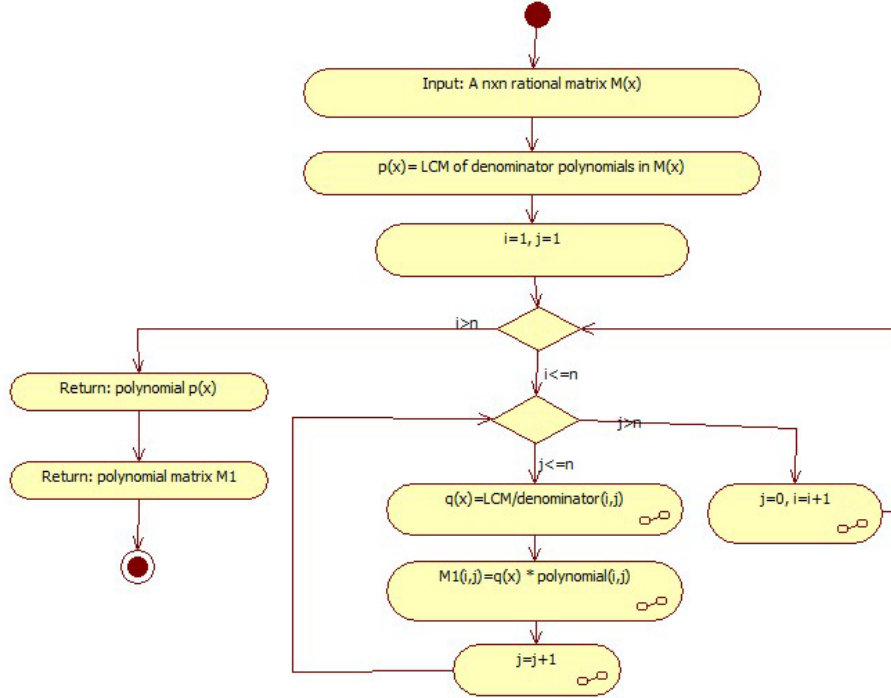 Input: A nxn rational matrix M(x)
p(x)= LCM of denominator polynomials in M(x)
i=1, j=1
i>n
i<=n
Return: polynomial p(x)
j>n
j<=n
Return: polynomial matrix M1
q(x)=LCM/denominator(i,j)
j=0, i=i+1
M1(i,j)=q(x) * polynomial(i,j)
j=j+1